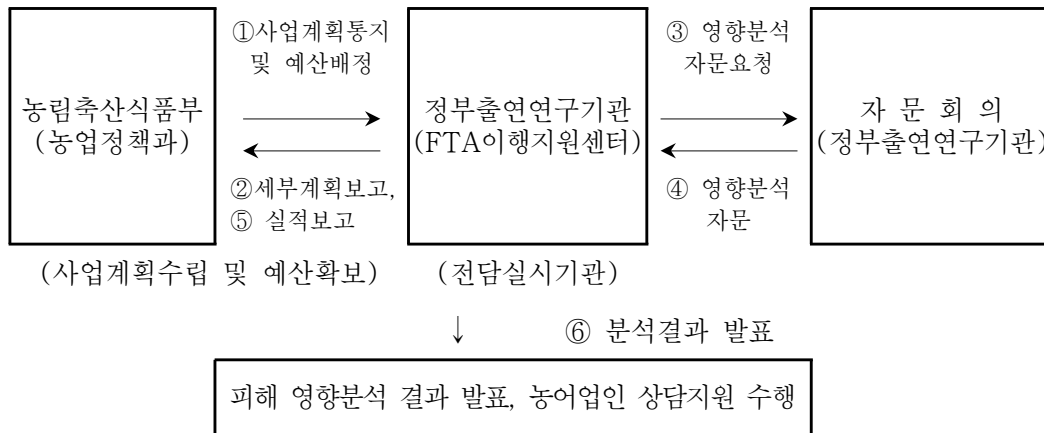 ①사업계획통지
및 예산배정
③ 영향분석
자문요청
농림축산식품부
(농업정책과)
정부출연연구기관
(FTA이행지원센터)
자 문 회 의
(정부출연연구기관)
②세부계획보고,
⑤ 실적보고
④ 영향분석
자문
(사업계획수립 및 예산확보)
(전담실시기관)
⑥ 분석결과 발표
피해 영향분석 결과 발표, 농어업인 상담지원 수행